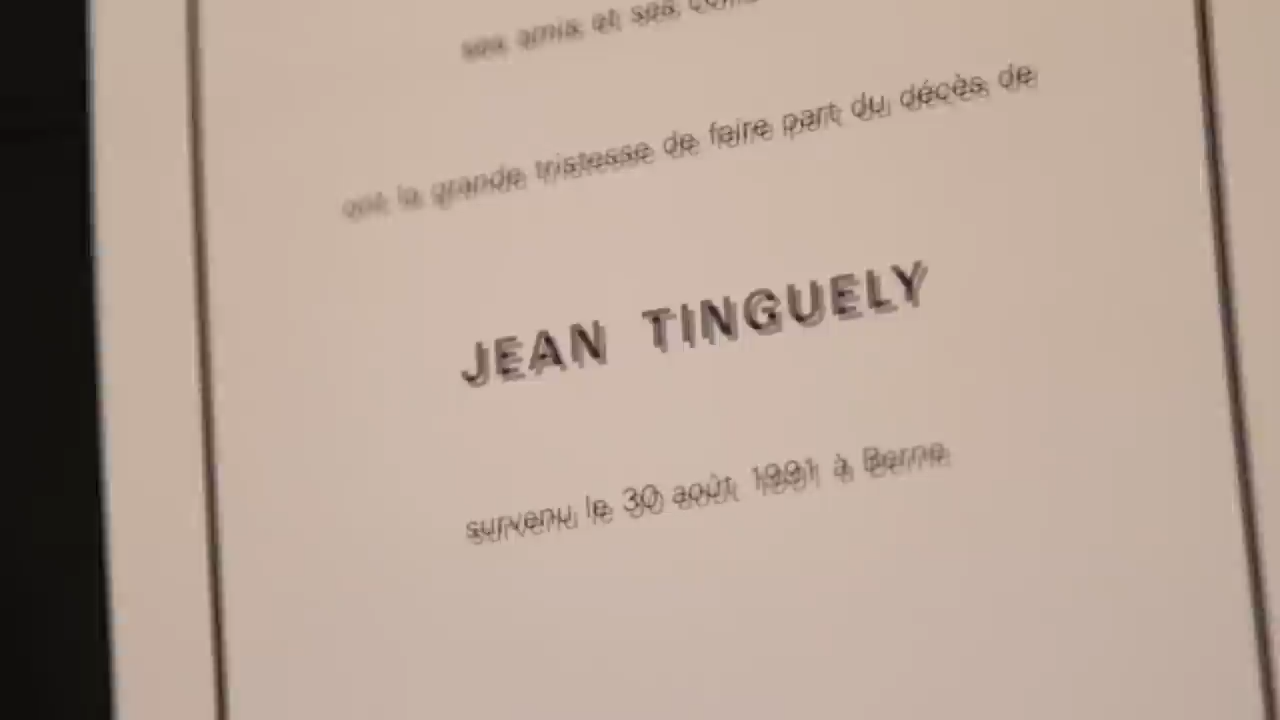 ses amis et ses
ont la grande tristesse de faire part du décès de
JEAN TINGUELY
survenu le 30 août 1991 à Berne